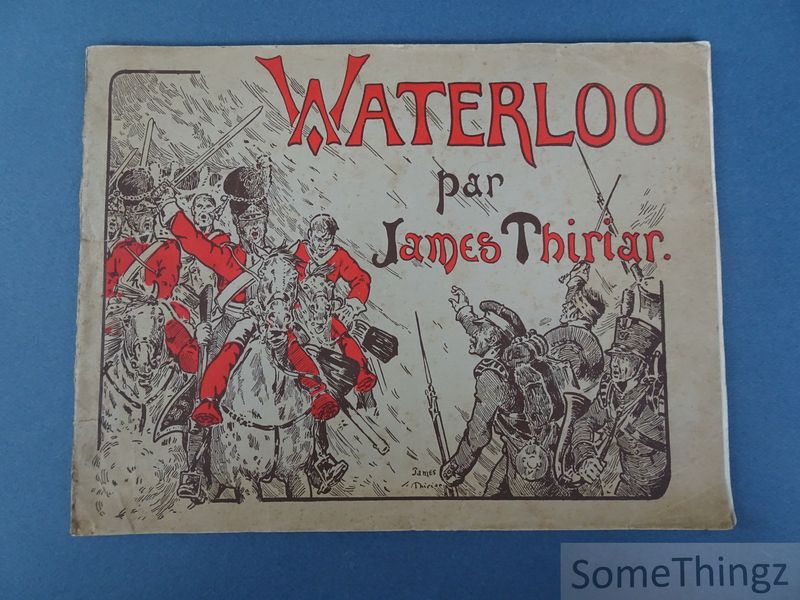 WATERLOO
par
James Thiriar.
James
Thiriar
SomeThingz